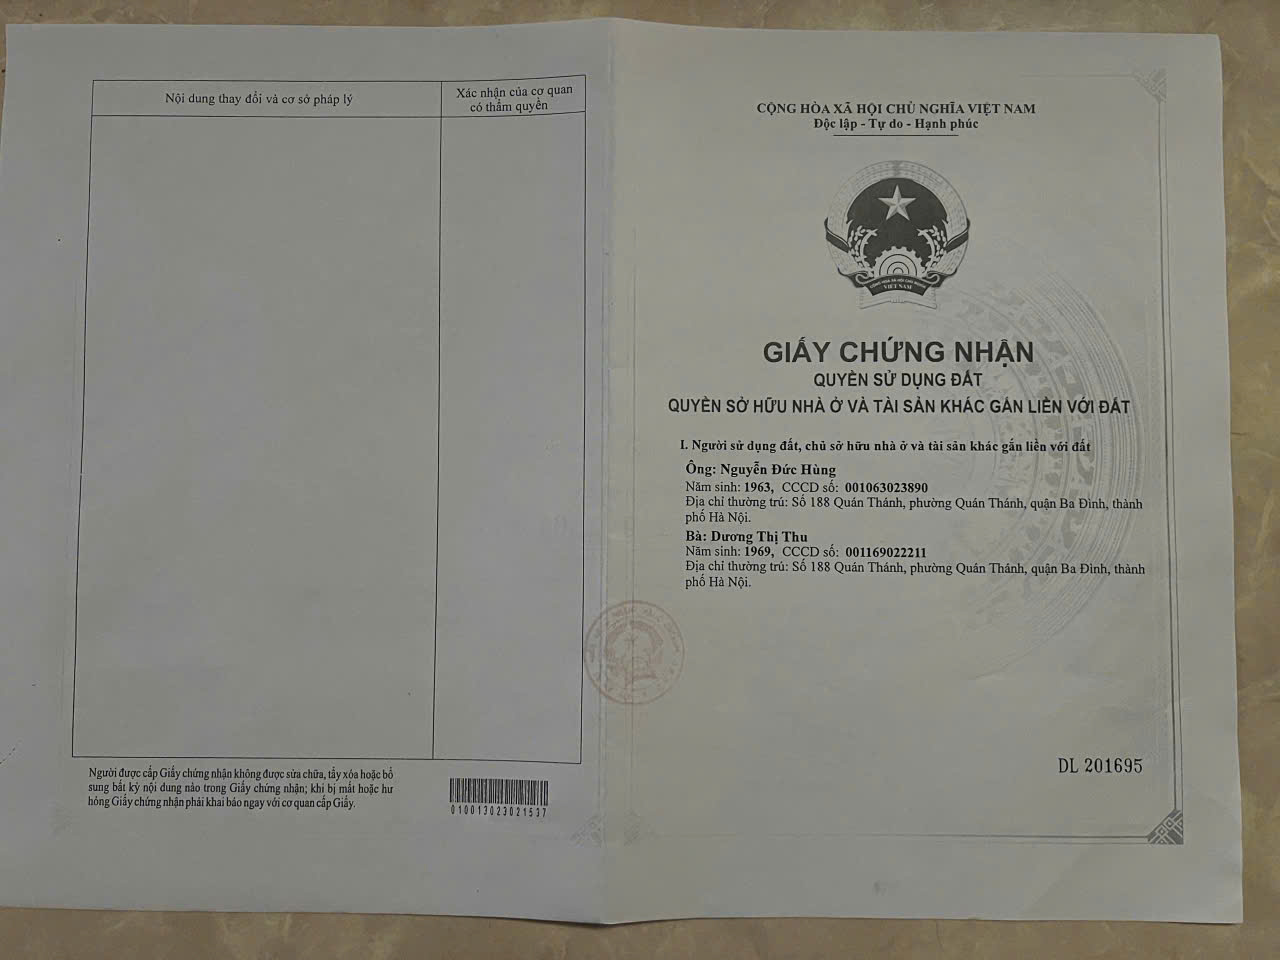 Nội dung thay đổi và cơ sở pháp lý
Xác nhận của cơ quan
có thẩm quyền
Người được cấp Giấy chứng nhận không được sửa chữa, tẩy xóa hoặc bổ
sung bất kỳ nội dung nào trong Giấy chứng nhận; khi bị mất hoặc hư
hỏng Giấy chứng nhận phải khai báo ngay với cơ quan cấp Giấy.
010013023021537
CỘNG HÒA XÃ HỘI CHỦ NGHĨA VIỆT NAM
Độc lập - Tự do - Hạnh phúc
CỘNG HÒA XÃ HỘI CHỦ NGHĨA
VIỆT NAM
GIẤY CHỨNG NHẬN
QUYỀN SỬ DỤNG ĐẤT
QUYỀN SỞ HỮU NHÀ Ở VÀ TÀI SẢN KHÁC GẮN LIỀN VỚI ĐẤT
I. Người sử dụng đất, chủ sở hữu nhà ở và tài sản khác gắn liền với đất
Ông: Nguyễn Đức Hùng
Năm sinh: 1963, CCCD số: 001063023890
Địa chỉ thường trú: Số 188 Quán Thánh, phường Quán Thánh, quận Ba Đình, thành
phố Hà Nội.
Bà: Dương Thị Thu
Năm sinh: 1969, CCCD số: 001169022211
Địa chỉ thường trú: Số 188 Quán Thánh, phường Quán Thánh, quận Ba Đình, thành
phố Hà Nội.
DL 201695